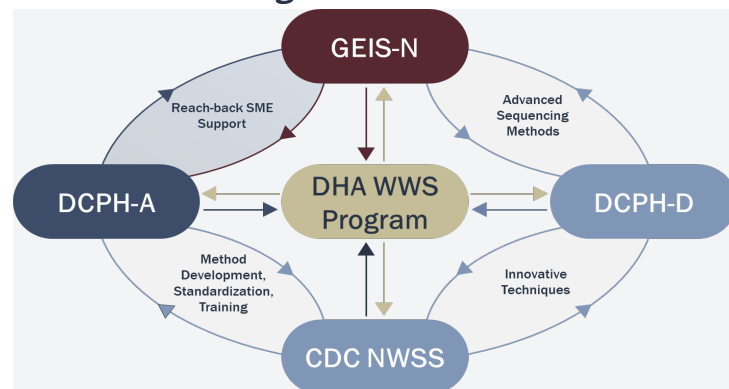 GEIS-N
Reach-back SME
Support
Advanced
Sequencing
Methods
DCPH-A
DHA WWS
Program
DCPH-D
Method
Development,
Standardization,
Training
Innovative
Techniques
CDC NWSS